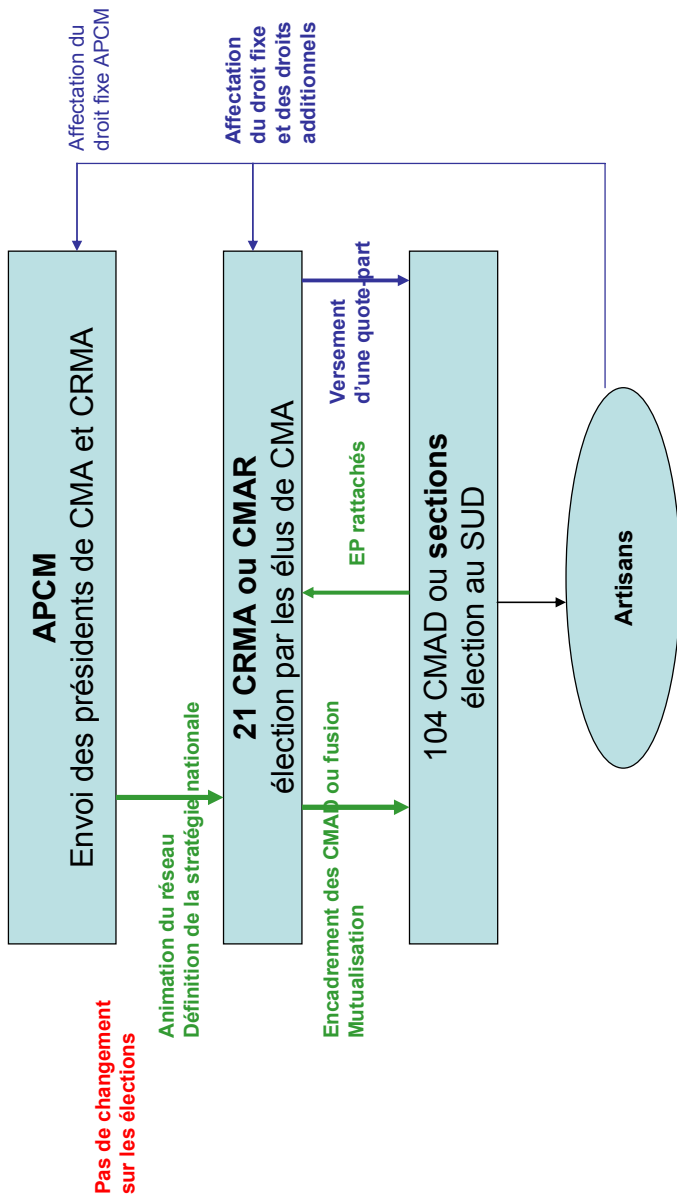 Pas de changement
sur les élections
APCM
Envoi des présidents de CMA et CRMA
Affectation du
droit fixe APCM
Animation du réseau
Définition de la stratégie nationale
21 CRMA ou CMAR
élection par les élus de CMA
Affectation
du droit fixe
et des droits
additionnels
Encadrement des CMAD ou fusion
Mutualisation
EP rattachés
Versement
d’une quote-part
104 CMAD ou sections
élection au SUD
Artisans